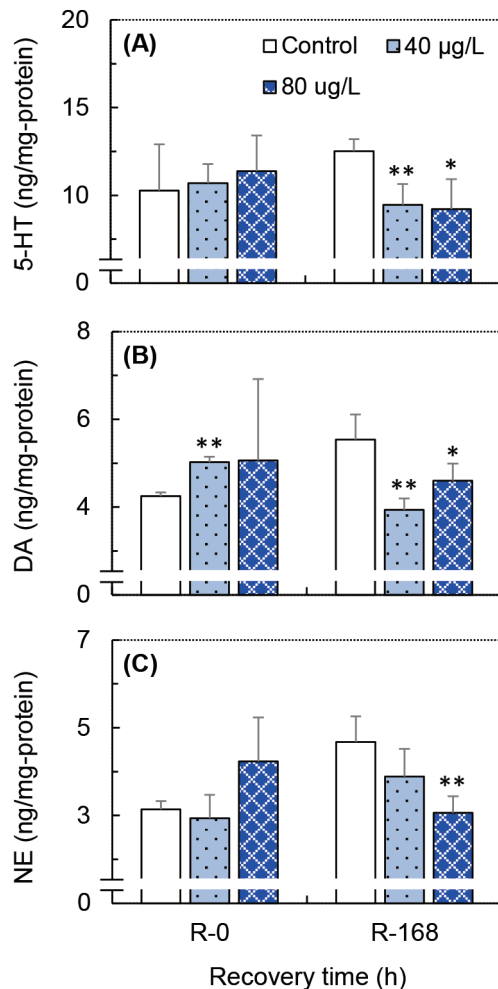 20
(A)
Control
40 µg/L
80 ug/L
15
**
*
10
0
5-HT (ng/mg-protein)
8
(B)
6
**
**
*
4
0
DA (ng/mg-protein)
7
(C)
5
**
3
0
NE (ng/mg-protein)
R-0
R-168
Recovery time (h)